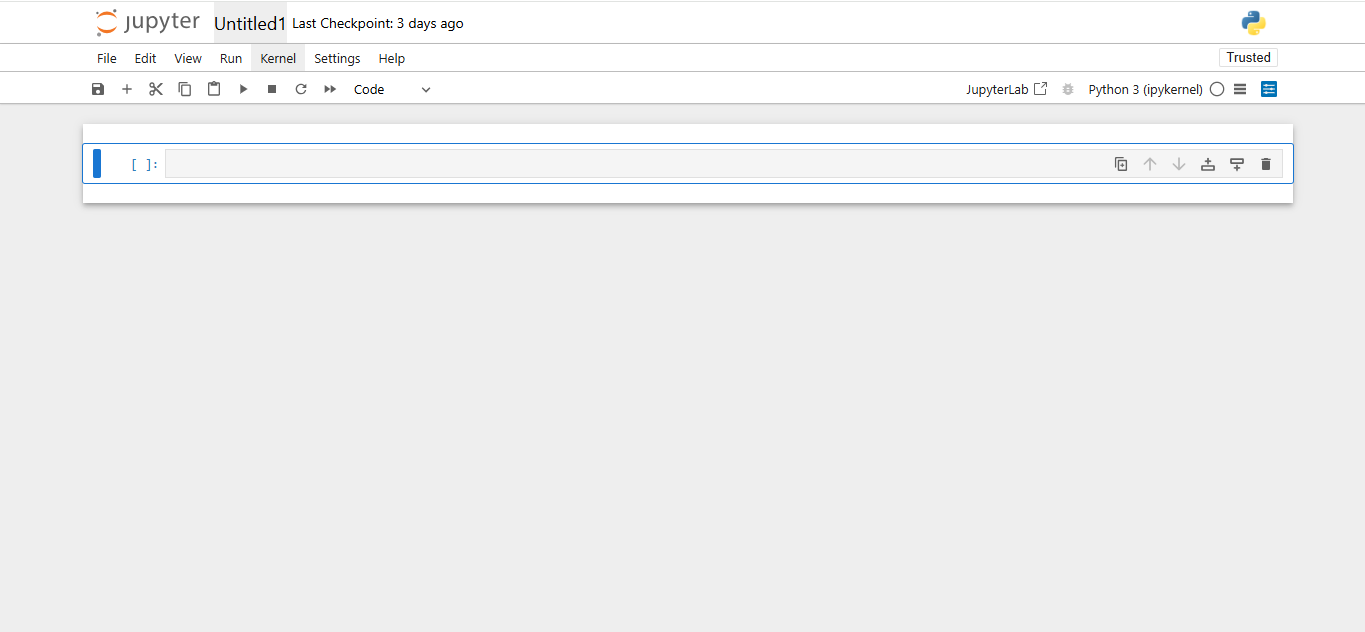 jupyter Untitled1 Last Checkpoint: 3 days ago
File Edit View Run Kernel Settings Help Trusted
Code JupyterLab Python 3 (ipykernel)
[ ]: